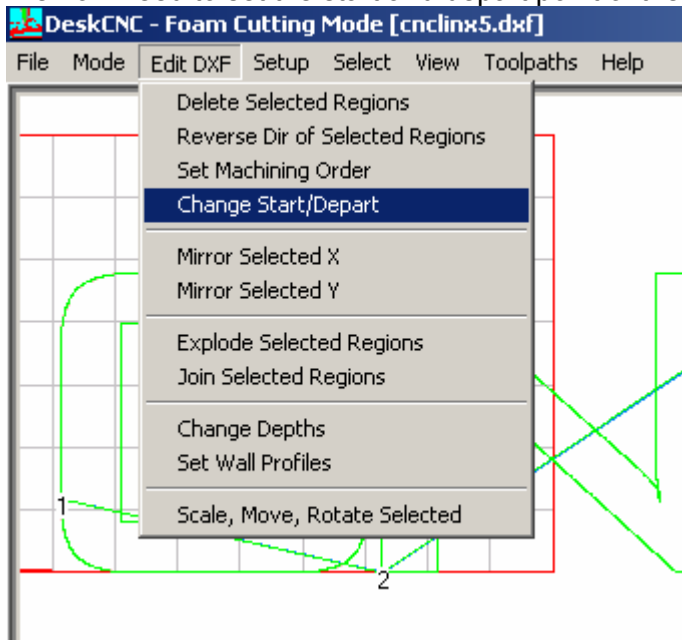 DeskCNC - Foam Cutting Mode [cnclinx5.dxf]
File Mode Edit DXF Setup Select View Toolpaths Help
Delete Selected Regions
Reverse Dir of Selected Regions
Set Machining Order
Change Start/Depart
Mirror Selected X
Mirror Selected Y
Explode Selected Regions
Join Selected Regions
Change Depths
Set Wall Profiles
Scale, Move, Rotate Selected
1
2